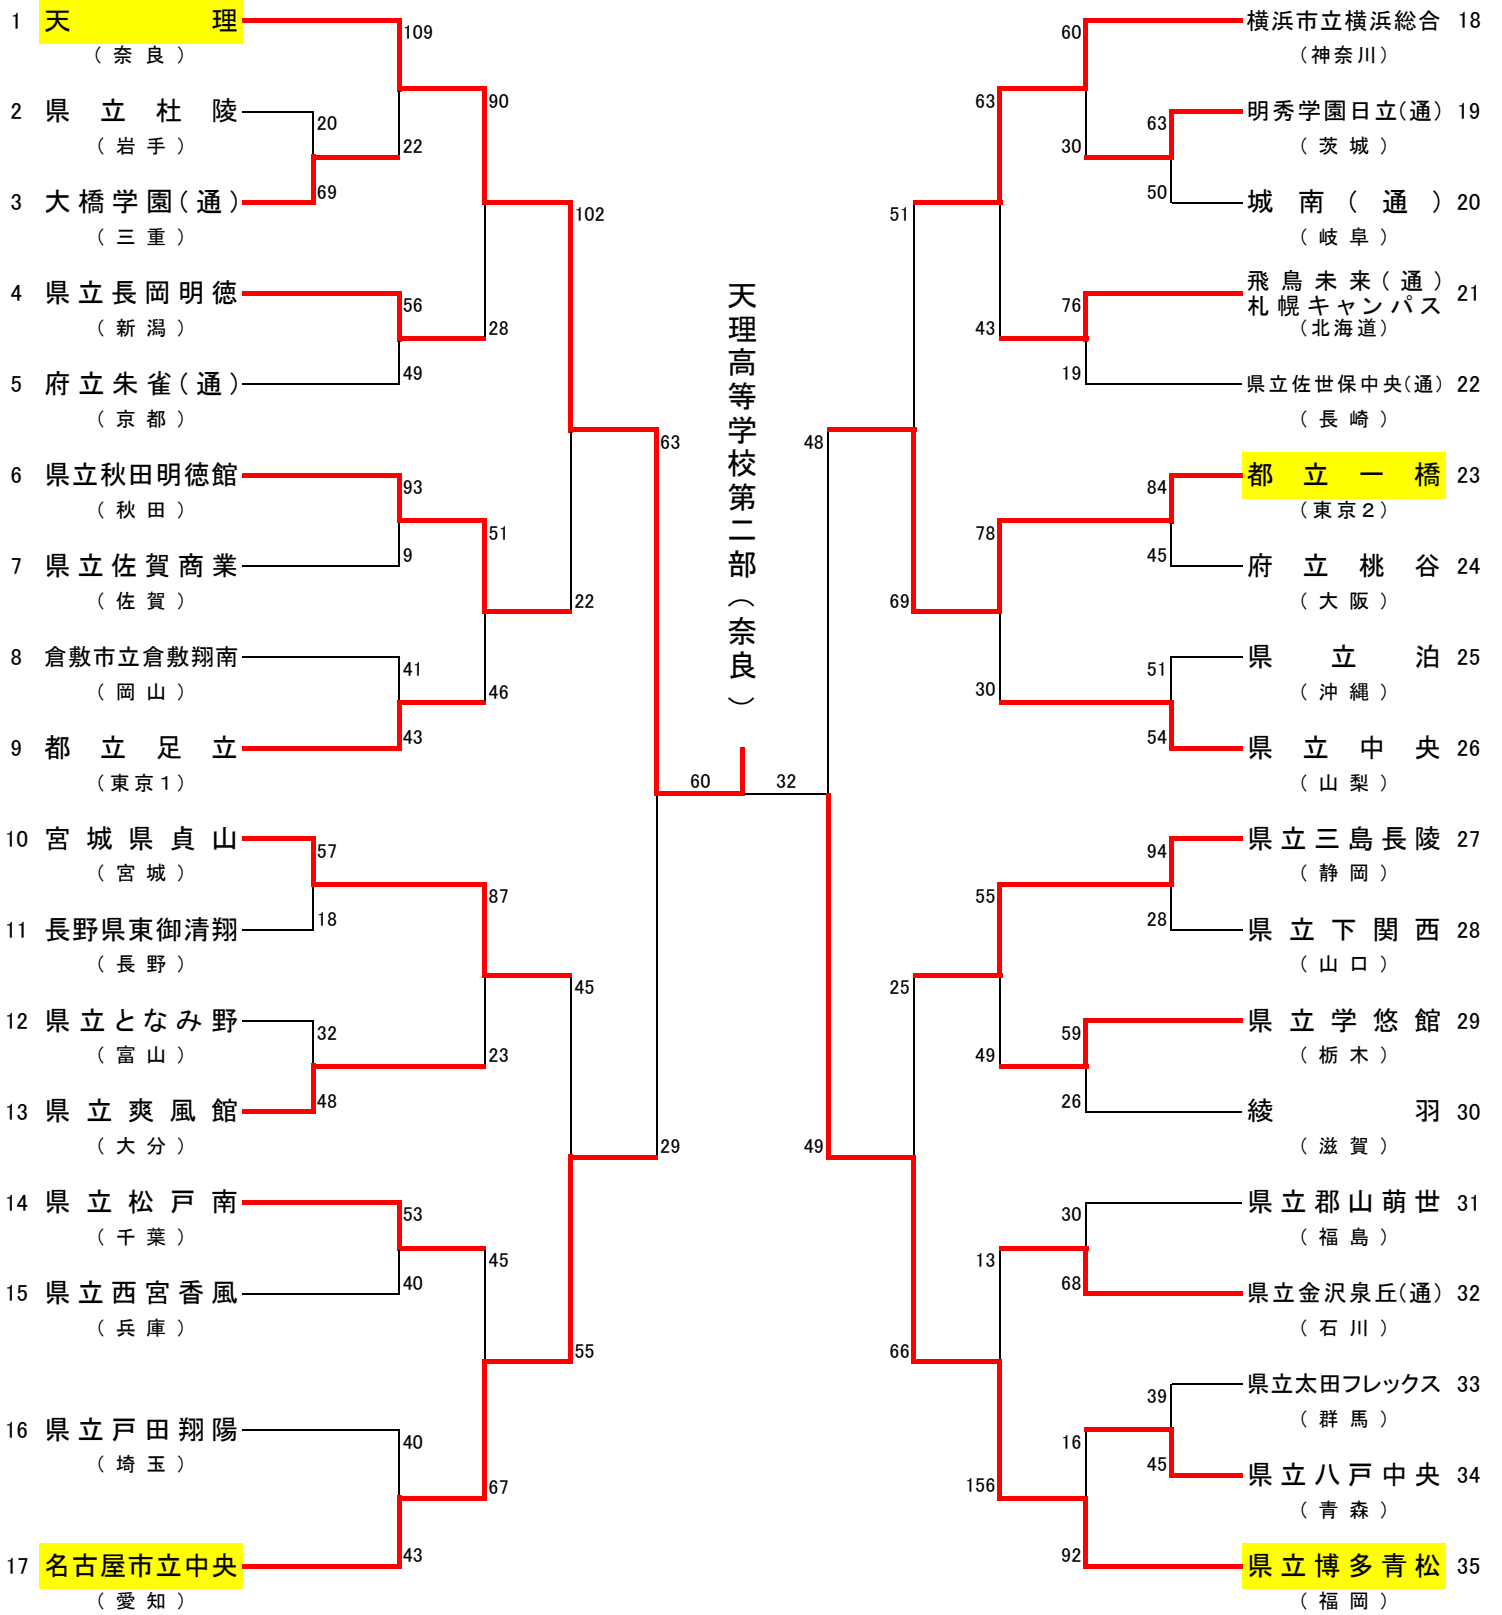 1 天理
(奈良)
2 県立杜陵
(岩手)
3 大橋学園(通)
(三重)
4 県立長岡明徳
(新潟)
5 府立朱雀(通)
(京都)
6 県立秋田明徳館
(秋田)
7 県立佐賀商業
(佐賀)
8 倉敷市立倉敷翔南
(岡山)
9 都立足立
(東京1)
10 宮城県貞山
(宮城)
11 長野県東御清翔
(長野)
12 県立となみ野
(富山)
13 県立爽風館
(大分)
14 県立松戸南
(千葉)
15 県立西宮香風
(兵庫)
16 県立戸田翔陽
(埼玉)
17 名古屋市立中央
(愛知)
20
69
57
18
32
48
109
22
56
49
93
9
41
43
53
40
40
43
90
28
51
46
87
23
45
67
102
22
45
55
63
29
60
天理高等学校第二部(奈良)
32
48
49
51
69
25
66
63
43
78
30
55
49
13
156
60
30
76
19
59
26
30
68
16
92
63
50
84
45
51
54
94
28
39
45
横浜市立横浜総合 18
(神奈川)
明秀学園日立(通) 19
(茨城)
城南(通) 20
(岐阜)
飛鳥未来(通)
札幌キャンパス 21
(北海道)
県立佐世保中央(通) 22
(長崎)
都立一橋 23
(東京2)
府立桃谷 24
(大阪)
県立泊 25
(沖縄)
県立中央 26
(山梨)
県立三島長陵 27
(静岡)
県立下関西 28
(山口)
県立学悠館 29
(栃木)
綾羽 30
(滋賀)
県立郡山萌世 31
(福島)
県立金沢泉丘(通) 32
(石川)
県立太田フレックス 33
(群馬)
県立八戸中央 34
(青森)
県立博多青松 35
(福岡)